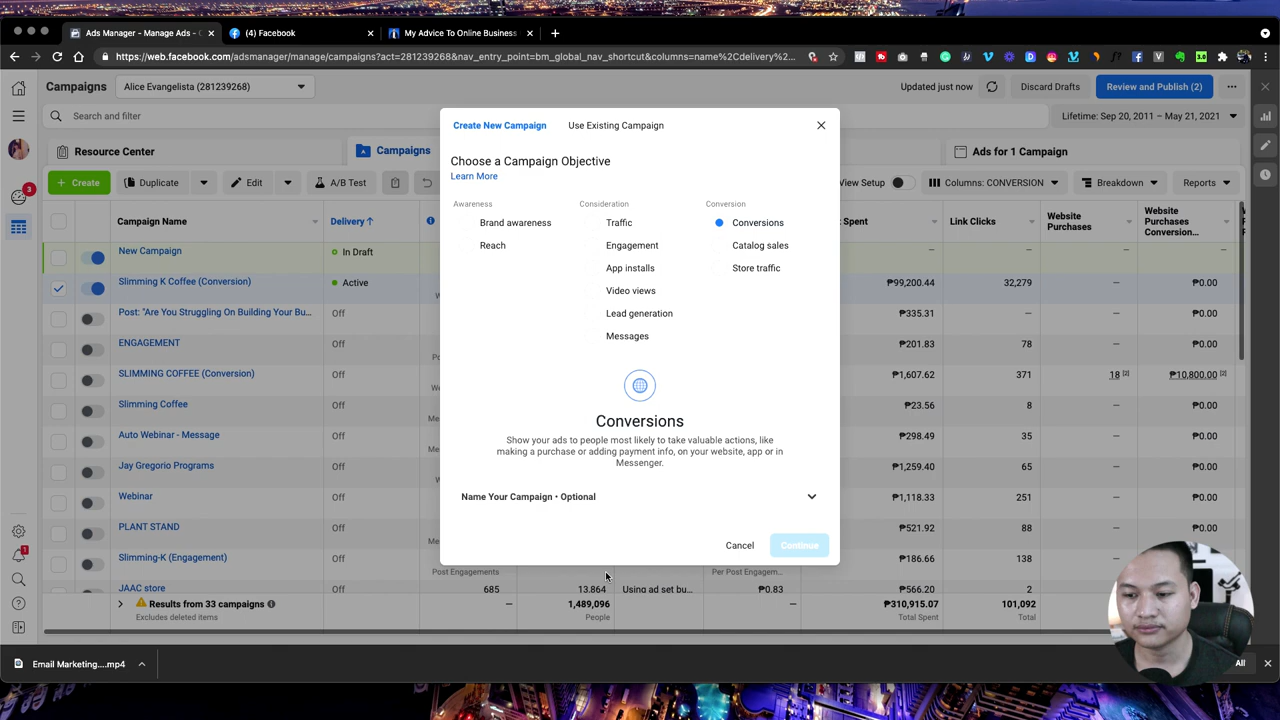 Ads Manager - Manage Ads - C
(4) Facebook
My Advice To Online Business
https://web.facebook.com/adsmanager/manage/campaigns?act=281239268&nav_entry_point=bm_global_nav_shortcut&columns=name%2Cdelivery%2...
Campaigns
Alice Evangelista (281239268)
Updated just now
Discard Drafts
Review and Publish (2)
Search and filter
Lifetime: Sep 20, 2011 – May 21, 2021
Resource Center
Campaigns
Ads for 1 Campaign
+ Create
Duplicate
Edit
A/B Test
View Setup
Columns: CONVERSION
Breakdown
Reports
Campaign Name
Delivery
Spent
Link Clicks
Website Purchases
Website Purchases Conversion...
New Campaign
In Draft
—
—
—
—
Slimming K Coffee (Conversion)
Active
₱99,200.44
32,279
—
₱0.00
Post: "Are You Struggling On Building Your Bu...
Off
₱335.31
—
—
₱0.00
ENGAGEMENT
Off
₱201.83
78
—
₱0.00
SLIMMING COFFEE (Conversion)
Off
₱1,607.62
371
18 [2]
₱10,800.00 [2]
Slimming Coffee
Off
₱23.56
8
—
₱0.00
Auto Webinar - Message
Off
₱298.49
35
—
₱0.00
Jay Gregorio Programs
Off
₱1,259.40
65
—
₱0.00
Webinar
Off
₱1,118.33
251
—
₱0.00
PLANT STAND
Off
₱521.92
88
—
₱0.00
Slimming-K (Engagement)
Off
Post Engagements
Per Post Engagem...
₱186.66
138
—
₱0.00
JAAC store
Off
685
13,864
Using ad set bu...
₱0.83
₱566.20
2
—
₱0.00
Results from 33 campaigns
Excludes deleted items
—
1,489,096
People
—
₱310,915.07
Total Spent
101,092
Total
Create New Campaign
Use Existing Campaign
Choose a Campaign Objective
Learn More
Awareness
Brand awareness
Reach
Consideration
Traffic
Engagement
App installs
Video views
Lead generation
Messages
Conversion
Conversions
Catalog sales
Store traffic
Conversions
Show your ads to people most likely to take valuable actions, like
making a purchase or adding payment info, on your website, app or in
Messenger.
Name Your Campaign • Optional
Cancel
Continue
3
1
Email Marketing....mp4
All